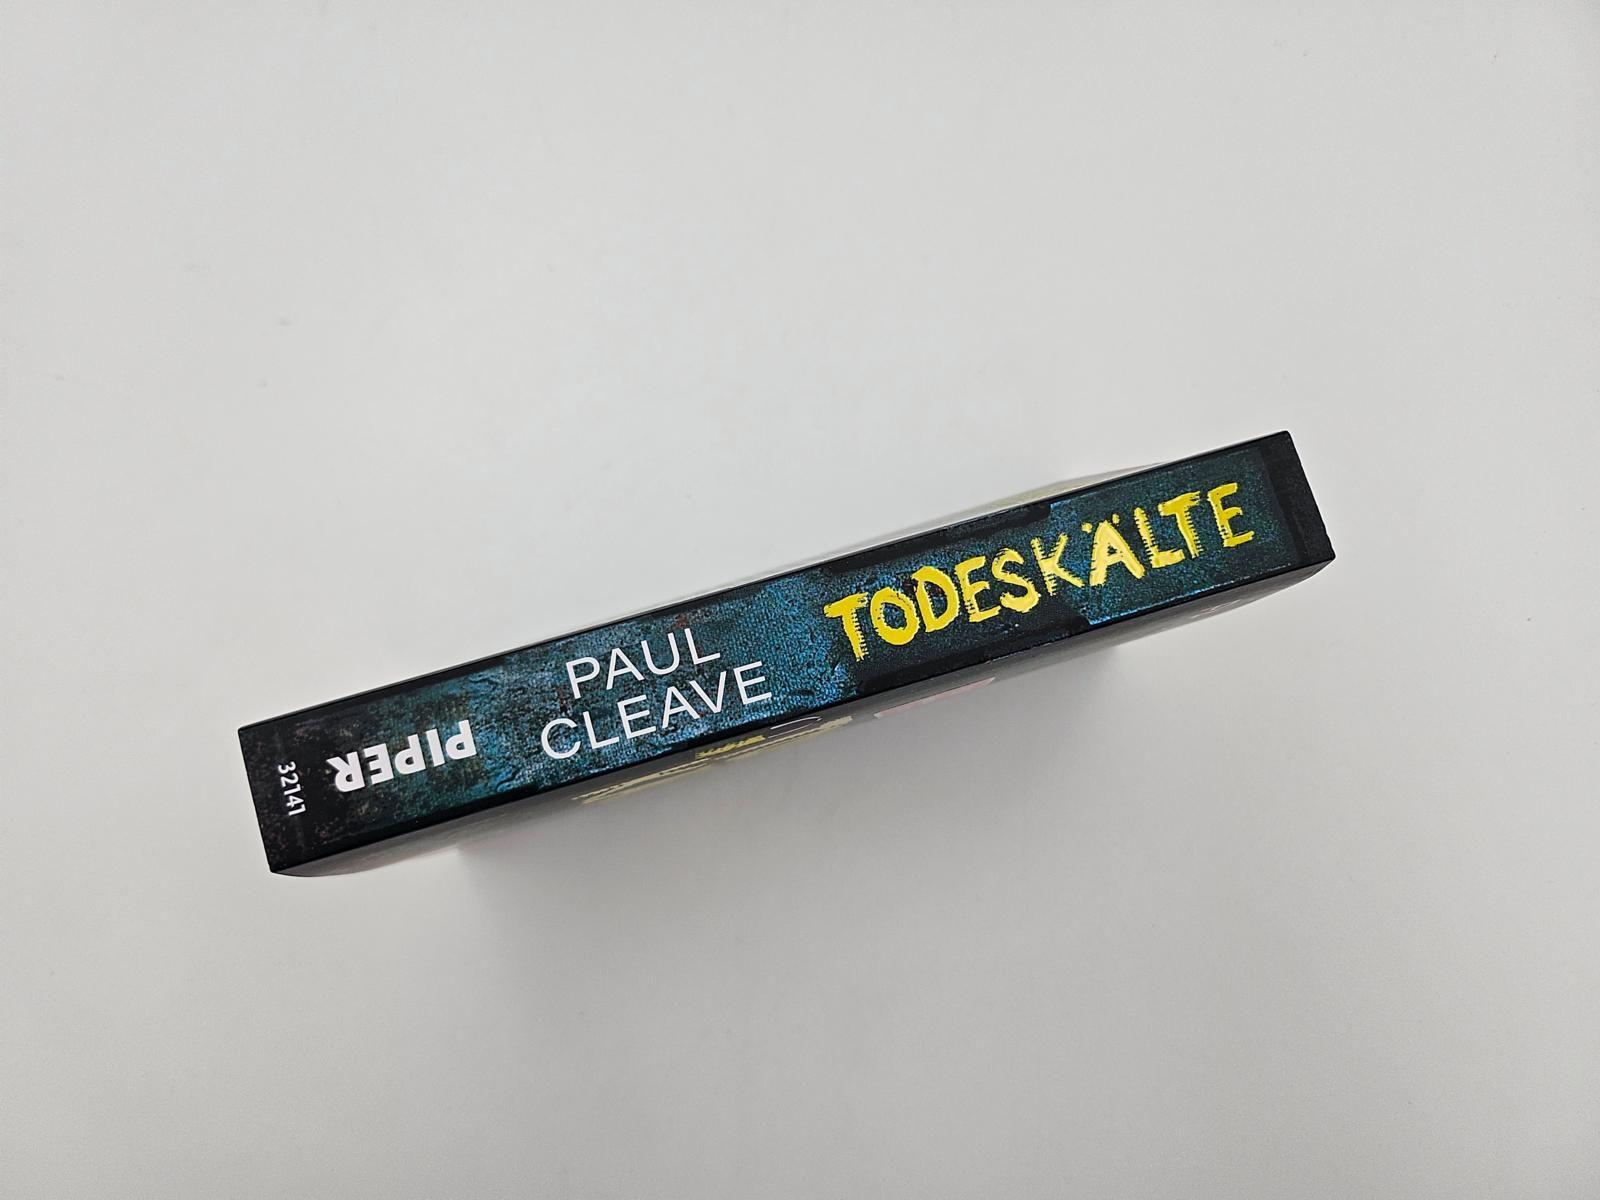 PAUL
CLEAVE
TODESKÄLTE
PIPER
32141